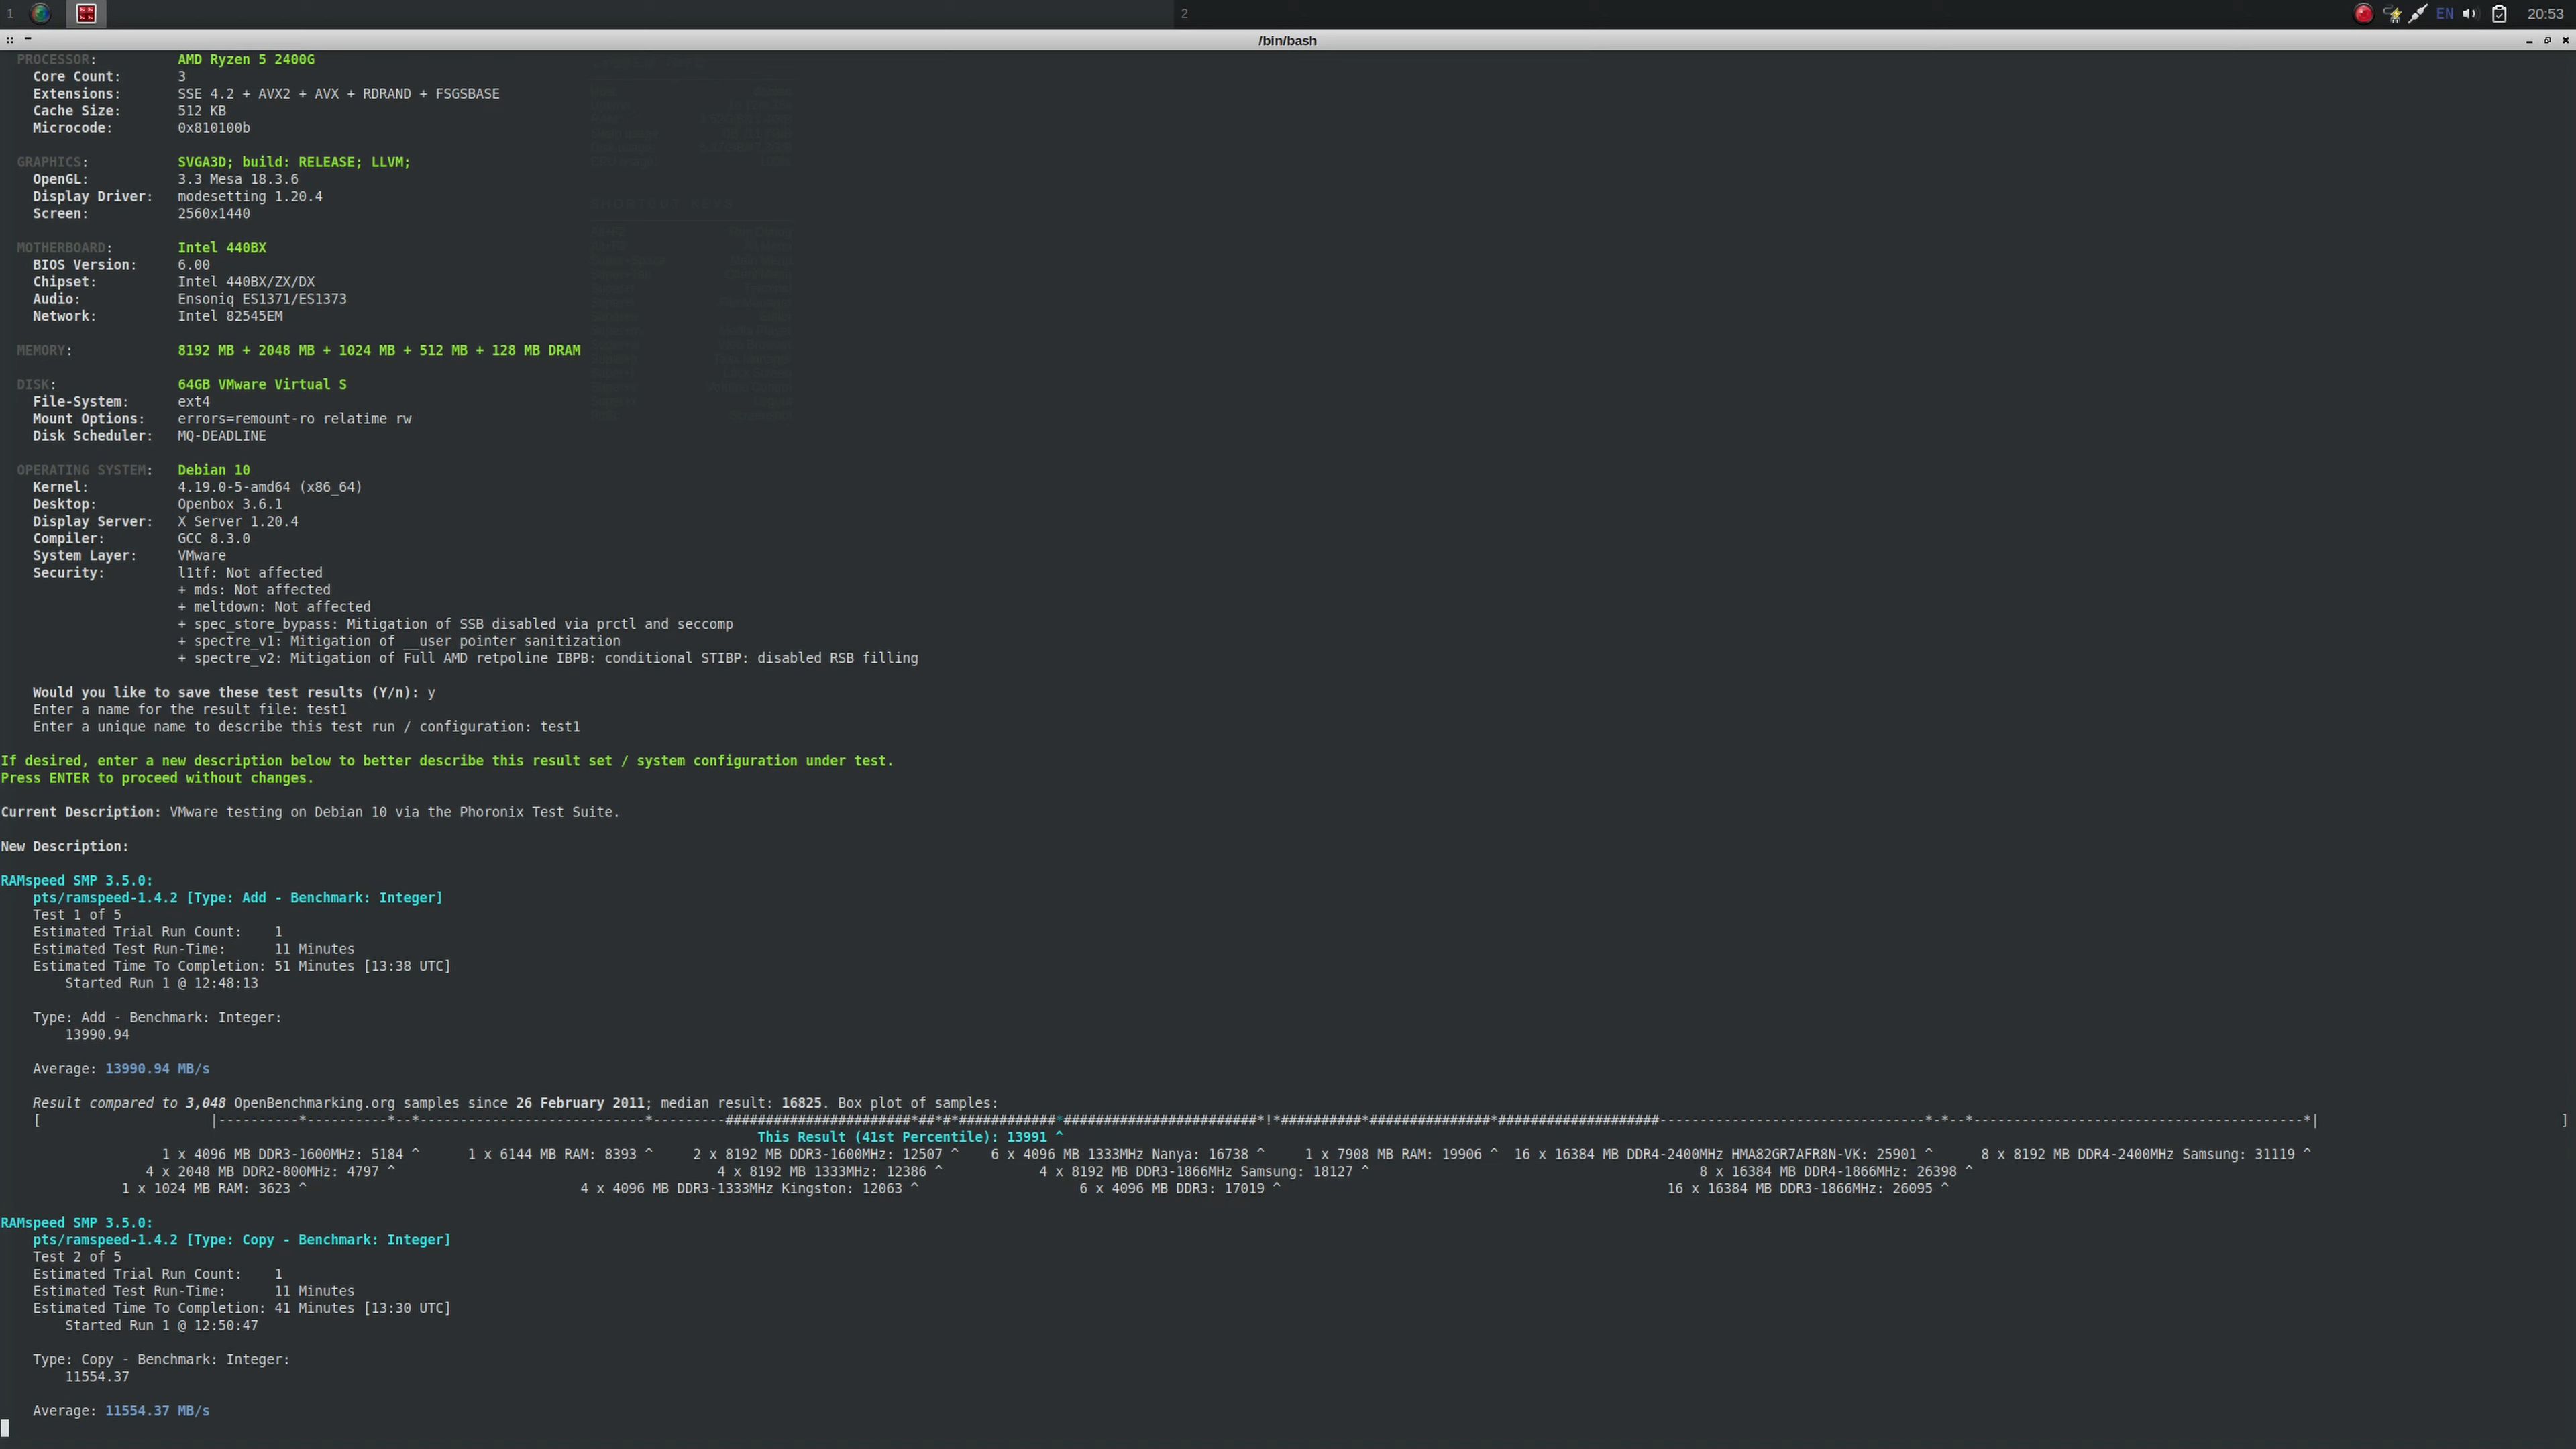 1 2 EN 20:53
/bin/bash
PROCESSOR: AMD Ryzen 5 2400G
Core Count: 3
Extensions: SSE 4.2 + AVX2 + AVX + RDRAND + FSGSBASE
Cache Size: 512 KB
Microcode: 0x810100b
GRAPHICS: SVGA3D; build: RELEASE; LLVM;
OpenGL: 3.3 Mesa 18.3.6
Display Driver: modesetting 1.20.4
Screen: 2560x1440
MOTHERBOARD: Intel 440BX
BIOS Version: 6.00
Chipset: Intel 440BX/ZX/DX
Audio: Ensoniq ES1371/ES1373
Network: Intel 82545EM
MEMORY: 8192 MB + 2048 MB + 1024 MB + 512 MB + 128 MB DRAM
DISK: 64GB VMware Virtual S
File-System: ext4
Mount Options: errors=remount-ro relatime rw
Disk Scheduler: MQ-DEADLINE
OPERATING SYSTEM: Debian 10
Kernel: 4.19.0-5-amd64 (x86_64)
Desktop: Openbox 3.6.1
Display Server: X Server 1.20.4
Compiler: GCC 8.3.0
System Layer: VMware
Security: l1tf: Not affected
+ mds: Not affected
+ meltdown: Not affected
+ spec_store_bypass: Mitigation of SSB disabled via prctl and seccomp
+ spectre_v1: Mitigation of __user pointer sanitization
+ spectre_v2: Mitigation of Full AMD retpoline IBPB: conditional STIBP: disabled RSB filling
Would you like to save these test results (Y/n): y
Enter a name for the result file: test1
Enter a unique name to describe this test run / configuration: test1
If desired, enter a new description below to better describe this result set / system configuration under test.
Press ENTER to proceed without changes.
Current Description: VMware testing on Debian 10 via the Phoronix Test Suite.
New Description:
RAMspeed SMP 3.5.0:
pts/ramspeed-1.4.2 [Type: Add - Benchmark: Integer]
Test 1 of 5
Estimated Trial Run Count: 1
Estimated Test Run-Time: 11 Minutes
Estimated Time To Completion: 51 Minutes [13:38 UTC]
Started Run 1 @ 12:48:13
Type: Add - Benchmark: Integer:
13990.94
Average: 13990.94 MB/s
Result compared to 3,048 OpenBenchmarking.org samples since 26 February 2011; median result: 16825. Box plot of samples:
[ |----------*----------*--*----------------------------*---------#######################*##*#*############*########################*!*##########*###############*####################---------------------------------*-*--*-----------------------------------------*| ]
This Result (41st Percentile): 13991 ^
1 x 4096 MB DDR3-1600MHz: 5184 ^ 1 x 6144 MB RAM: 8393 ^ 2 x 8192 MB DDR3-1600MHz: 12507 ^ 6 x 4096 MB 1333MHz Nanya: 16738 ^ 1 x 7908 MB RAM: 19906 ^ 16 x 16384 MB DDR4-2400MHz HMA82GR7AFR8N-VK: 25901 ^ 8 x 8192 MB DDR4-2400MHz Samsung: 31119 ^
4 x 2048 MB DDR2-800MHz: 4797 ^ 4 x 8192 MB 1333MHz: 12386 ^ 4 x 8192 MB DDR3-1866MHz Samsung: 18127 ^ 8 x 16384 MB DDR4-1866MHz: 26398 ^
1 x 1024 MB RAM: 3623 ^ 4 x 4096 MB DDR3-1333MHz Kingston: 12063 ^ 6 x 4096 MB DDR3: 17019 ^ 16 x 16384 MB DDR3-1866MHz: 26095 ^
RAMspeed SMP 3.5.0:
pts/ramspeed-1.4.2 [Type: Copy - Benchmark: Integer]
Test 2 of 5
Estimated Trial Run Count: 1
Estimated Test Run-Time: 11 Minutes
Estimated Time To Completion: 41 Minutes [13:30 UTC]
Started Run 1 @ 12:50:47
Type: Copy - Benchmark: Integer:
11554.37
Average: 11554.37 MB/s